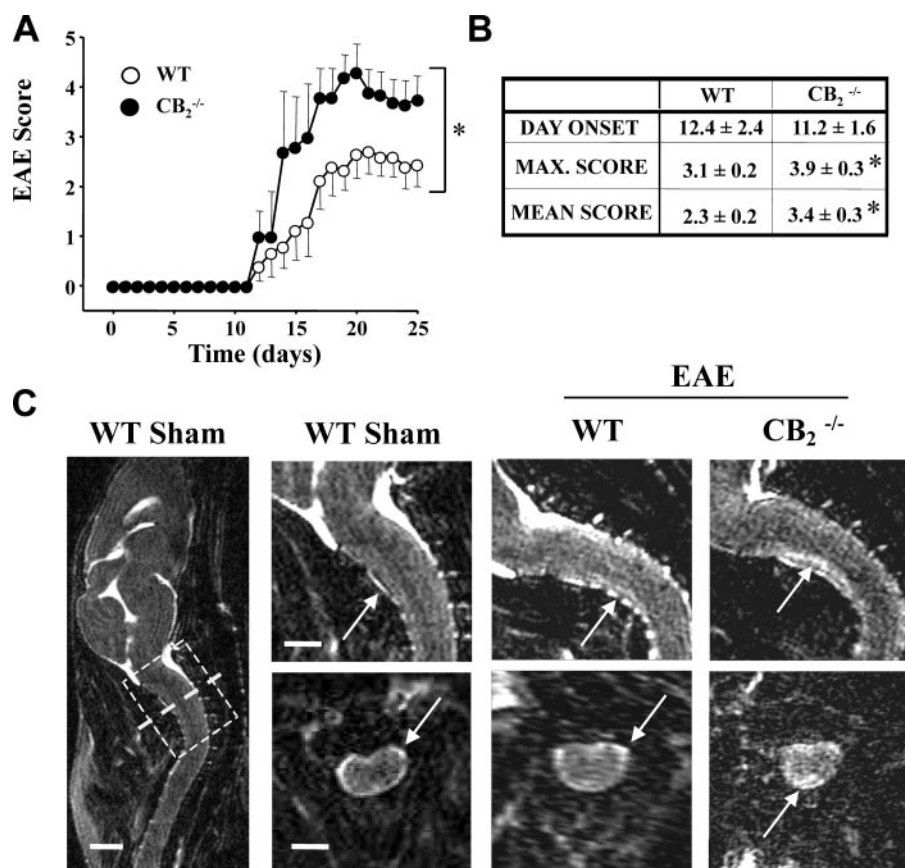 A
EAE Score
5
4
3
2
1
0
WT
CB₂⁻/⁻
*
0 5 10 15 20 25
Time (days)
B
WT CB₂ ⁻/⁻
DAY ONSET 12.4 ± 2.4 11.2 ± 1.6
MAX. SCORE 3.1 ± 0.2 3.9 ± 0.3 *
MEAN SCORE 2.3 ± 0.2 3.4 ± 0.3 *
C
EAE
WT Sham WT Sham WT CB₂ ⁻/⁻